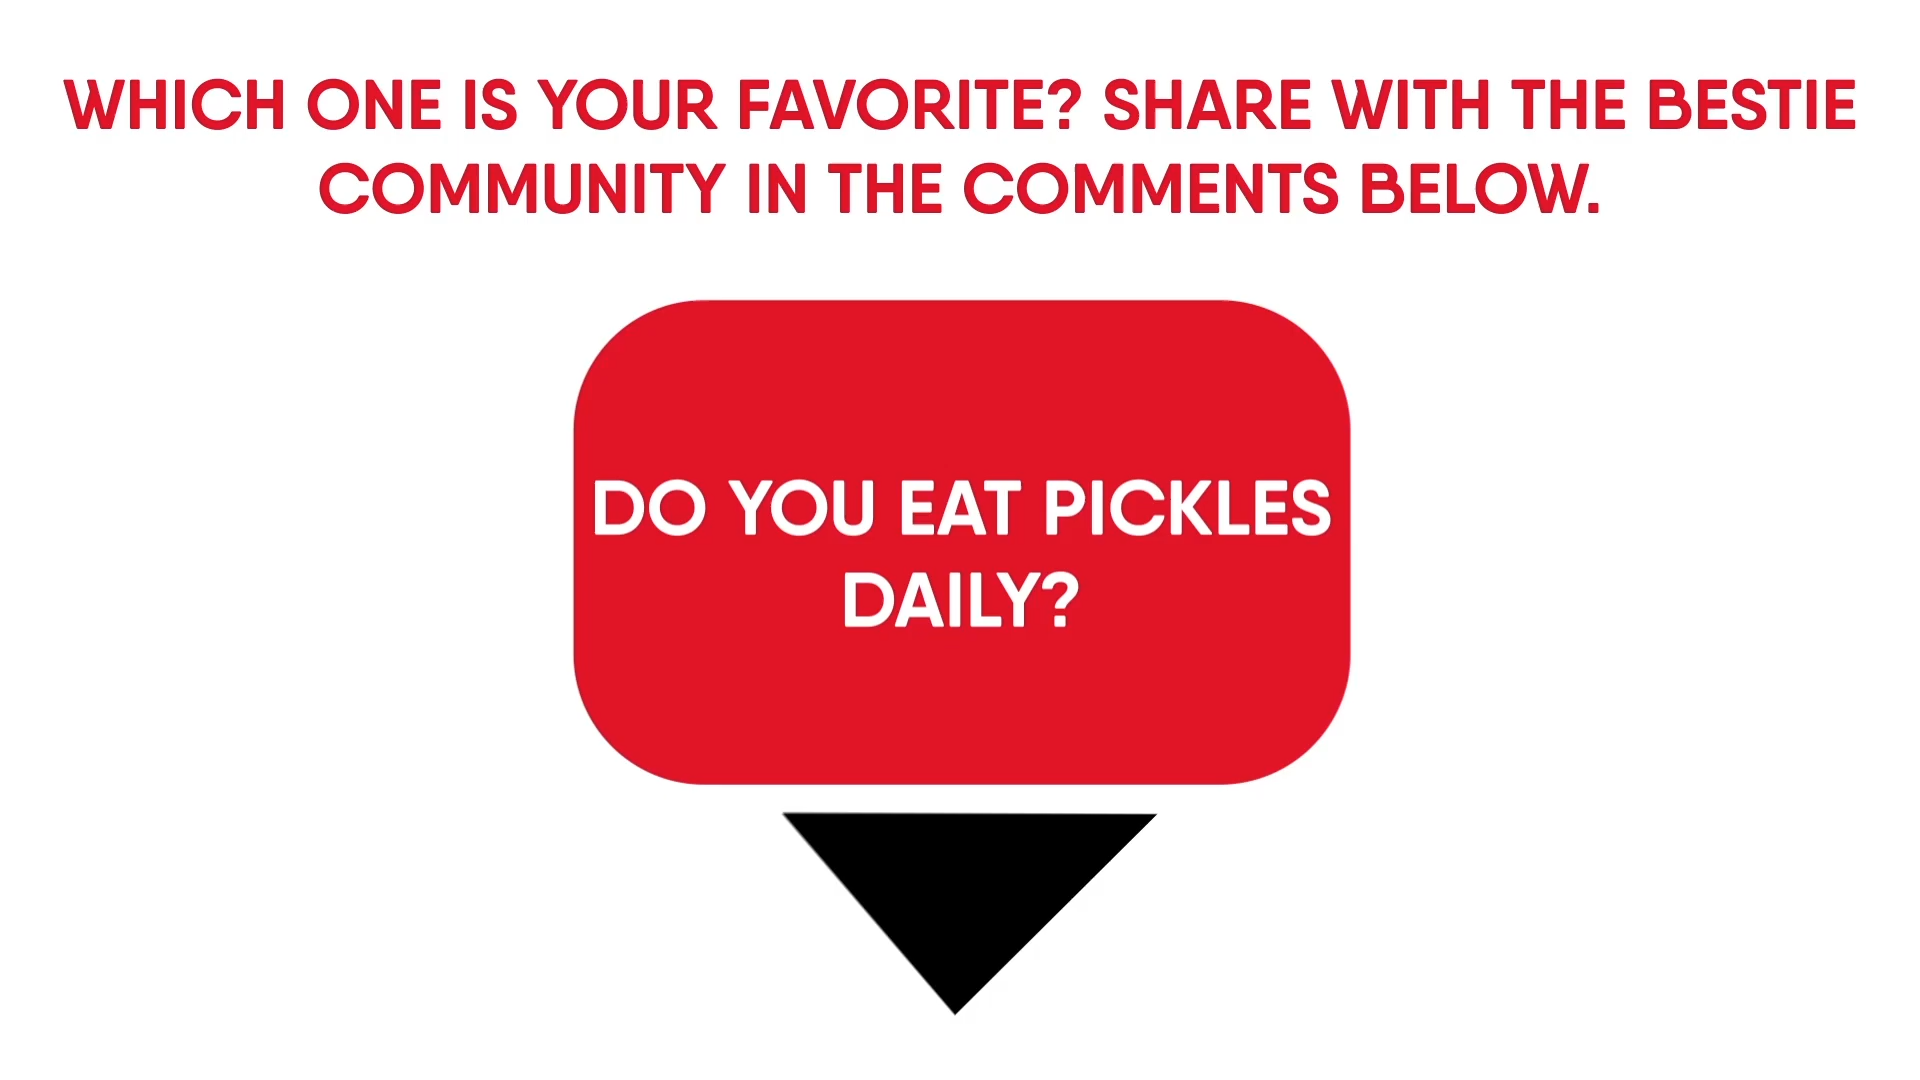 WHICH ONE IS YOUR FAVORITE? SHARE WITH THE BESTIE
COMMUNITY IN THE COMMENTS BELOW.
DO YOU EAT PICKLES
DAILY?